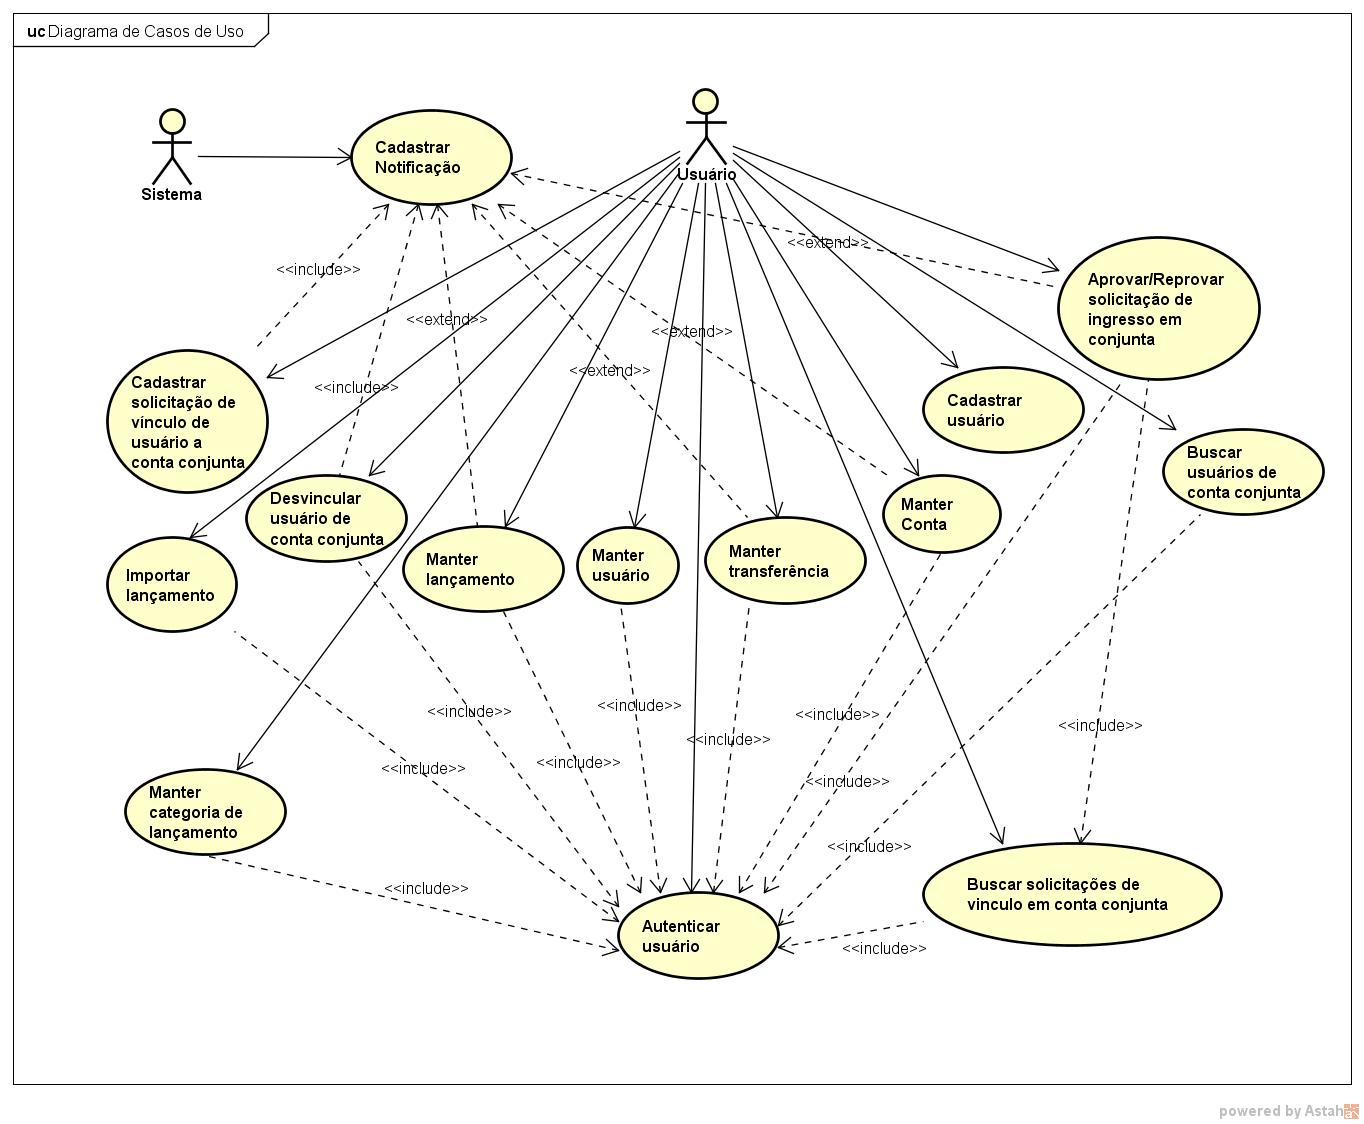 uc Diagrama de Casos de Uso
Sistema
Cadastrar
Notificação
Usuário
<<extend>>
<<include>>
<<extend>>
<<extend>>
<<extend>>
<<include>>
Aprovar/Reprovar
solicitação de
ingresso em
conjunta
Cadastrar
solicitação de
vínculo de
usuário a
conta conjunta
Cadastrar
usuário
Buscar
usuários de
conta conjunta
Desvincular
usuário de
conta conjunta
Manter
Conta
Manter
lançamento
Manter
usuário
Manter
transferência
Importar
lançamento
<<include>>
<<include>>
<<include>>
<<include>>
<<include>>
<<include>>
<<include>>
<<include>>
<<include>>
Manter
categoria de
lançamento
<<include>>
<<include>>
Buscar solicitações de
vinculo em conta conjunta
Autenticar
usuário
<<include>>
powered by Astah